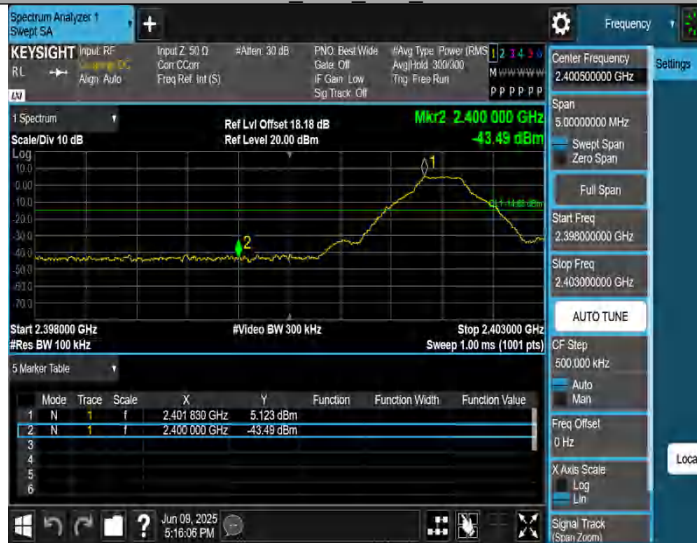 Spectrum Analyzer 1
Swept SA
+
Frequency
KEYSIGHT
RL
Input: RF
Coupling: DC
Align: Auto
Input Z: 50 Ω
Corr CCorr
Freq Ref: Int (S)
#Atten: 30 dB
PNO: Best Wide
Gate: Off
IF Gain: Low
Sig Track: Off
#Avg Type: Power (RMS
Avg|Hold: 300/300
Trig: Free Run
1 2 3 4 5 6
M W W W W W
P P P P P P
1 Spectrum
Scale/Div 10 dB
Ref Lvl Offset 18.18 dB
Ref Level 20.00 dBm
Mkr2 2.400 000 GHz
-43.49 dBm
Log
10.0
0.00
-10.0
-20.0
-30.0
-40.0
-50.0
-60.0
-70.0
1
2
Start 2.398000 GHz
#Res BW 100 kHz
#Video BW 300 kHz
Stop 2.403000 GHz
Sweep 1.00 ms (1001 pts)
5 Marker Table
Mode Trace Scale X Y Function Function Width Function Value
1 N 1 f 2.401 830 GHz 5.123 dBm
2 N 1 f 2.400 000 GHz -43.49 dBm
3
4
5
6
?
Jun 09, 2025
5:16:06 PM
Center Frequency
2.400500000 GHz
Span
5.00000000 MHz
Swept Span
Zero Span
Full Span
Start Freq
2.398000000 GHz
Stop Freq
2.403000000 GHz
AUTO TUNE
CF Step
500.000 kHz
Auto
Man
Freq Offset
0 Hz
X Axis Scale
Log
Lin
Signal Track
(Span Zoom)
Settings
Loca